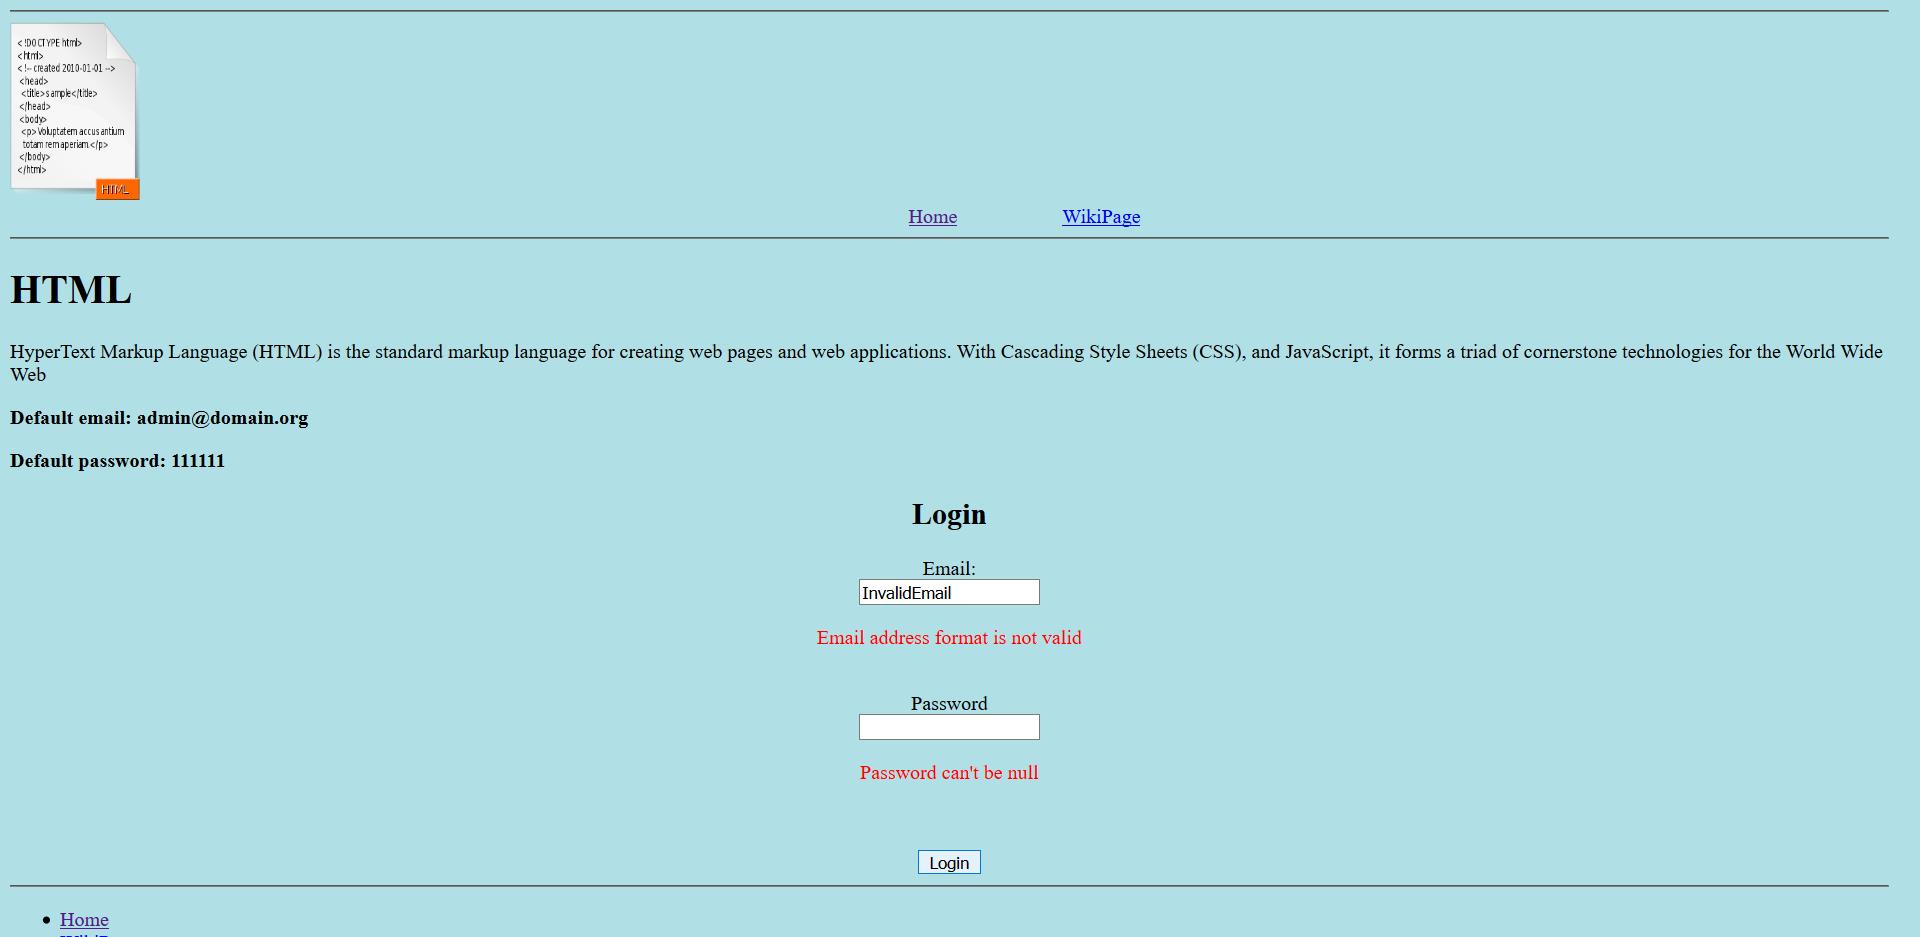 < !DOCTYPE html>
<html>
< !-- created 2010-01-01 -->
<head>
<title>sample</title>
</head>
<body>
<p>Voluptatem accusantium
totam rem aperiam.</p>
</body>
</html>
HTML
Home WikiPage
HTML
HyperText Markup Language (HTML) is the standard markup language for creating web pages and web applications. With Cascading Style Sheets (CSS), and JavaScript, it forms a triad of cornerstone technologies for the World Wide
Web
Default email: admin@domain.org
Default password: 111111
Login
Email:
InvalidEmail
Email address format is not valid
Password
Password can't be null
Login
Home